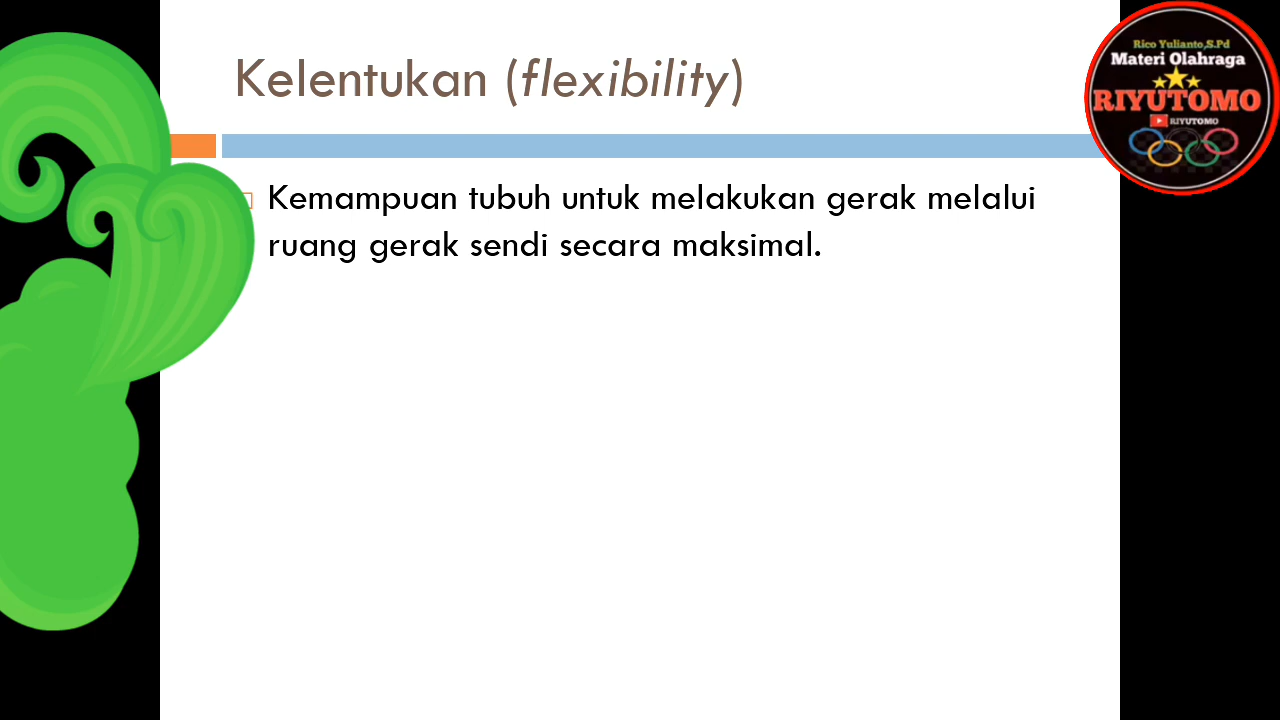 Kelentukan (flexibility)
Kemampuan tubuh untuk melakukan gerak melalui
ruang gerak sendi secara maksimal.
Rico Yulianto,S.Pd
Materi Olahraga
RIYUTOMO
RIYUTOMO